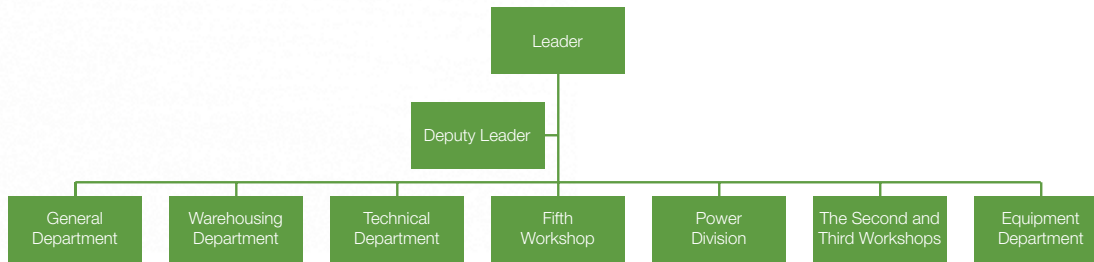 Leader
Deputy Leader
General
Department
Warehousing
Department
Technical
Department
Fifth
Workshop
Power
Division
The Second and
Third Workshops
Equipment
Department